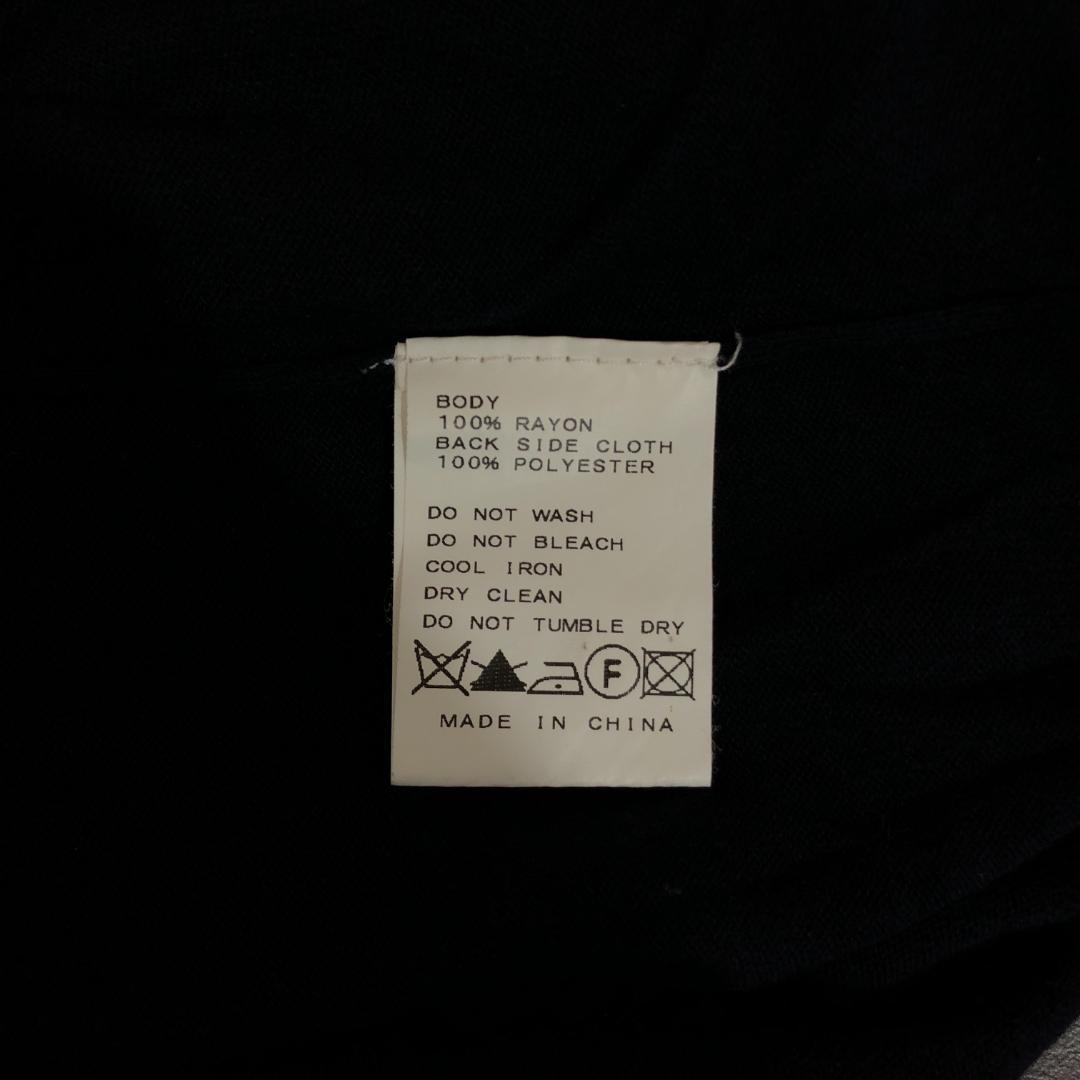 BODY
100% RAYON
BACK SIDE CLOTH
100% POLYESTER
DO NOT WASH
DO NOT BLEACH
COOL IRON
DRY CLEAN
DO NOT TUMBLE DRY
F
MADE IN CHINA